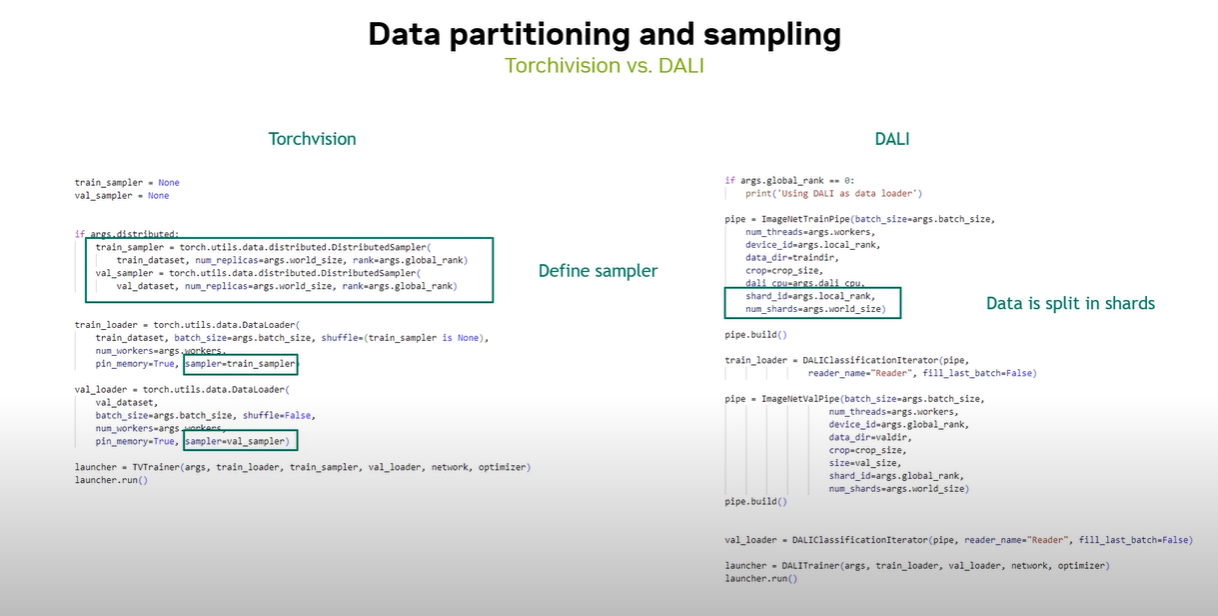 Data partitioning and sampling
Torchivision vs. DALI
Torchvision
train_sampler = None
val_sampler = None
if args.distributed:
train_sampler = torch.utils.data.distributed.DistributedSampler(
train_dataset, num_replicas=args.world_size, rank=args.global_rank)
val_sampler = torch.utils.data.distributed.DistributedSampler(
val_dataset, num_replicas=args.world_size, rank=args.global_rank)
Define sampler
train_loader = torch.utils.data.DataLoader(
train_dataset, batch_size=args.batch_size, shuffle=(train_sampler is None),
num_workers=args.workers,
pin_memory=True, sampler=train_sampler)
val_loader = torch.utils.data.DataLoader(
val_dataset,
batch_size=args.batch_size, shuffle=False,
num_workers=args.workers,
pin_memory=True, sampler=val_sampler)
launcher = TVTrainer(args, train_loader, train_sampler, val_loader, network, optimizer)
launcher.run()
DALI
if args.global_rank == 0:
print('Using DALI as data loader')
pipe = ImageNetTrainPipe(batch_size=args.batch_size,
num_threads=args.workers,
device_id=args.local_rank,
data_dir=traindir,
crop=crop_size,
dali_cpu=args.dali_cpu,
shard_id=args.local_rank,
num_shards=args.world_size)
Data is split in shards
pipe.build()
train_loader = DALIClassificationIterator(pipe,
reader_name="Reader", fill_last_batch=False)
pipe = ImageNetValPipe(batch_size=args.batch_size,
num_threads=args.workers,
device_id=args.global_rank,
data_dir=valdir,
crop=crop_size,
size=val_size,
shard_id=args.global_rank,
num_shards=args.world_size)
pipe.build()
val_loader = DALIClassificationIterator(pipe, reader_name="Reader", fill_last_batch=False)
launcher = DALITrainer(args, train_loader, val_loader, network, optimizer)
launcher.run()